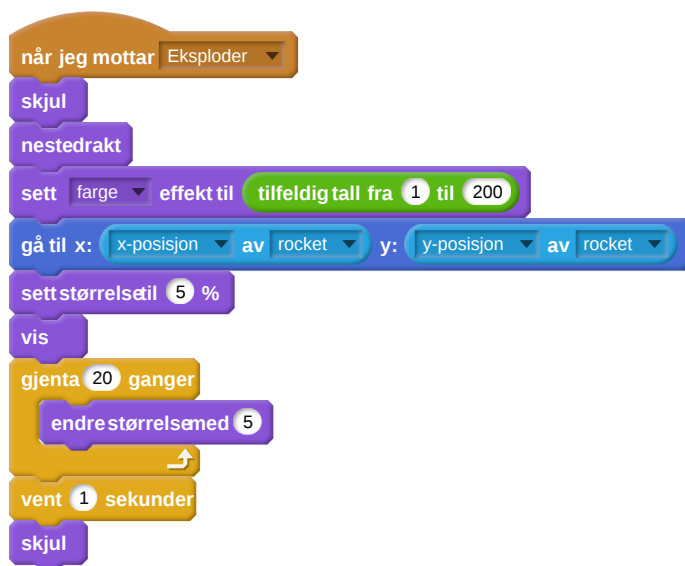 når jeg mottar Eksploder
skjul
nestedrakt
sett farge effekt til tilfeldig tall fra 1 til 200
gå til x: x-posisjon av rocket y: y-posisjon av rocket
sett størrelse til 5 %
vis
gjenta 20 ganger
endre størrelse med 5
vent 1 sekunder
skjul